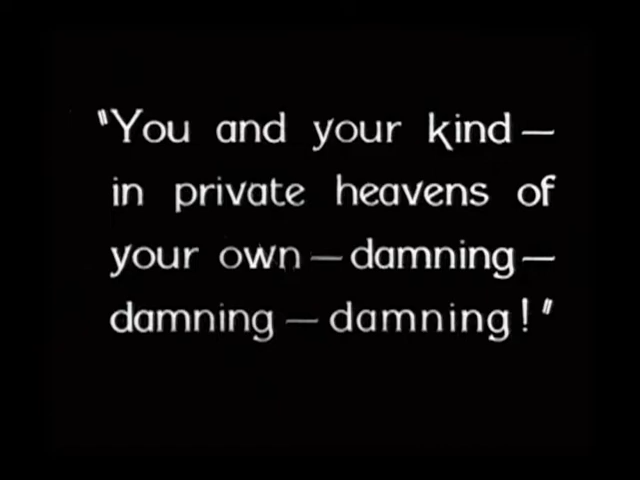 "You and your kind—
in private heavens of
your own—damning—
damning—damning!"